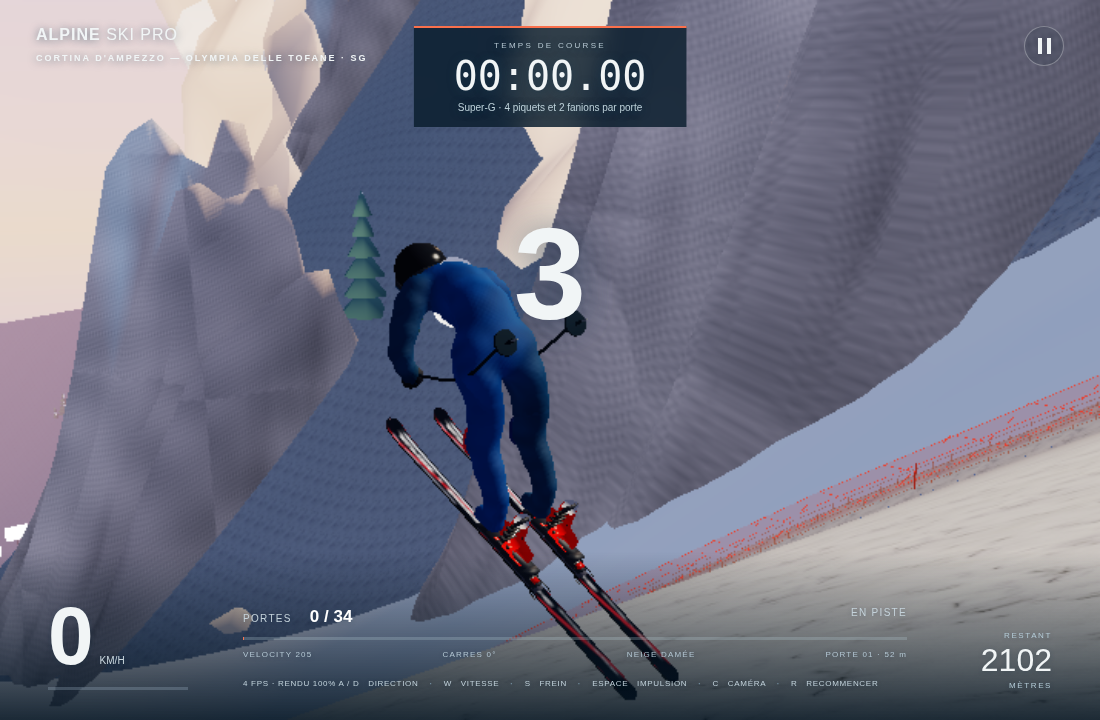 ALPINE SKI PRO
CORTINA D'AMPEZZO — OLYMPIA DELLE TOFANE · SG
TEMPS DE COURSE
00:00.00
Super-G · 4 piquets et 2 fanions par porte
3
0 KM/H
PORTES 0 / 34
EN PISTE
VELOCITY 205 CARRES 0° NEIGE DAMÉE PORTE 01 · 52 m
4 FPS · RENDU 100% A / D DIRECTION · W VITESSE · S FREIN · ESPACE IMPULSION · C CAMÉRA · R RECOMMENCER
RESTANT
2102
MÈTRES